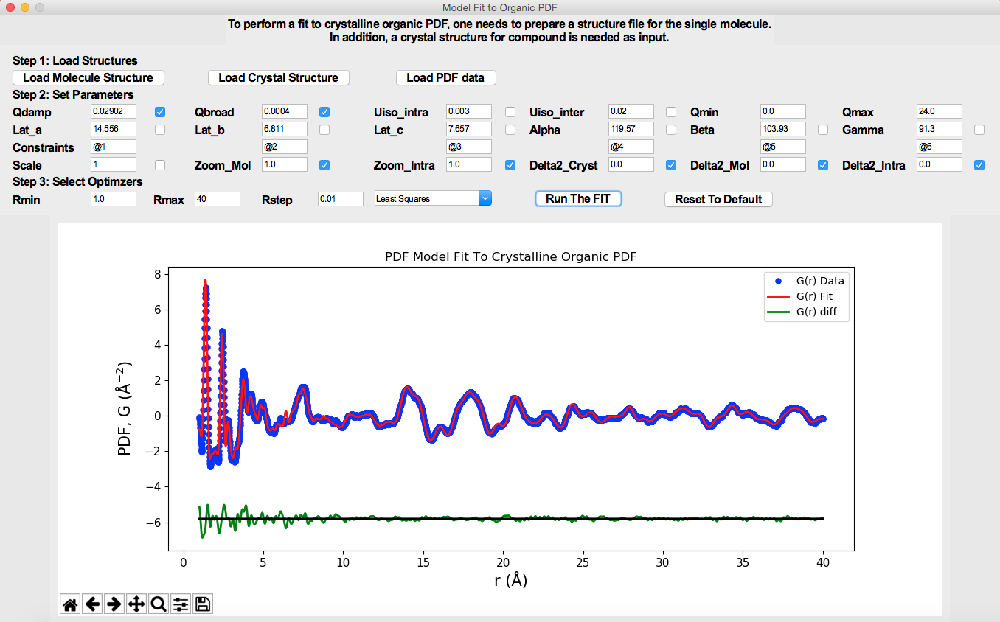 Model Fit to Organic PDF
To perform a fit to crystalline organic PDF, one needs to prepare a structure file for the single molecule.
In addition, a crystal structure for compound is needed as input.
Step 1: Load Structures
Load Molecule Structure Load Crystal Structure Load PDF data
Step 2: Set Parameters
Qdamp 0.02902 Qbroad 0.0004 Uiso_intra 0.003 Uiso_inter 0.02 Qmin 0.0 Qmax 24.0
Lat_a 14.556 Lat_b 6.811 Lat_c 7.657 Alpha 119.57 Beta 103.93 Gamma 91.3
Constraints @1 @2 @3 @4 @5 @6
Scale 1 Zoom_Mol 1.0 Zoom_Intra 1.0 Delta2_Cryst 0.0 Delta2_Mol 0.0 Delta2_Intra 0.0
Step 3: Select Optimzers
Rmin 1.0 Rmax 40 Rstep 0.01 Least Squares Run The FIT Reset To Default
PDF Model Fit To Crystalline Organic PDF
G(r) Data
G(r) Fit
G(r) diff
PDF, G (Å⁻²)
8
6
4
2
0
−2
−4
−6
0 5 10 15 20 25 30 35 40
r (Å)